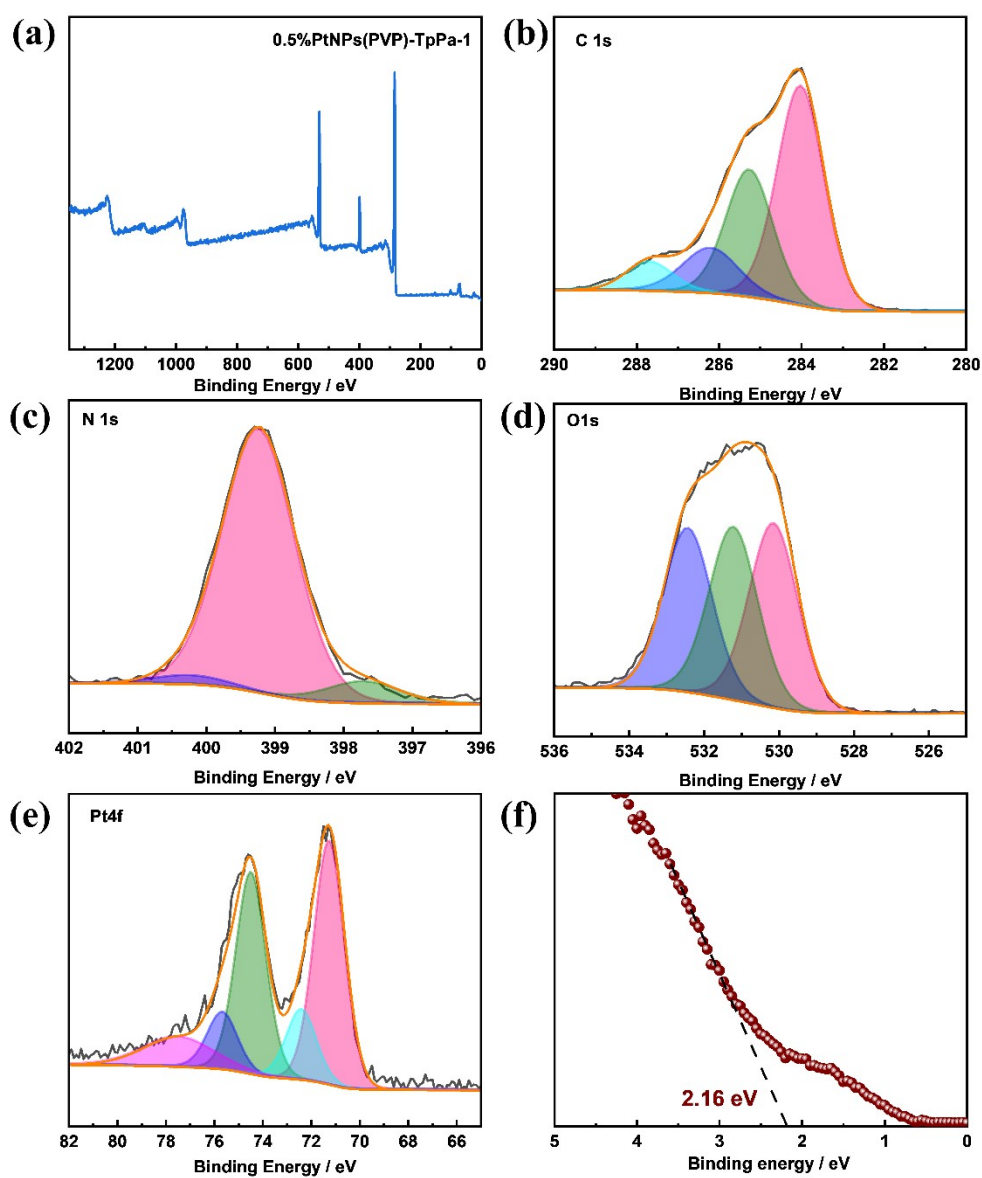 (a)
0.5%PtNPs(PVP)-TpPa-1
1200 1000 800 600 400 200 0
Binding Energy / eV
(b)
C 1s
290 288 286 284 282 280
Binding Energy / eV
(c)
N 1s
402 401 400 399 398 397 396
Binding Energy / eV
(d)
O1s
536 534 532 530 528 526
Binding Energy / eV
(e)
Pt4f
82 80 78 76 74 72 70 68 66
Binding Energy / eV
(f)
2.16 eV
5 4 3 2 1 0
Binding energy / eV